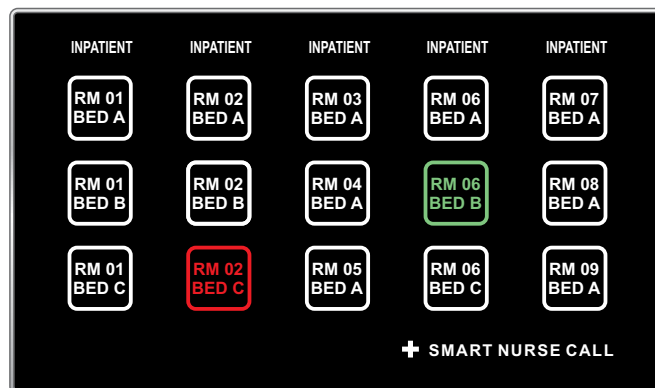 INPATIENT INPATIENT INPATIENT INPATIENT INPATIENT
RM 01 RM 02 RM 03 RM 06 RM 07
BED A BED A BED A BED A BED A
RM 01 RM 02 RM 04 RM 06 RM 08
BED B BED B BED A BED B BED A
RM 01 RM 02 RM 05 RM 06 RM 09
BED C BED C BED A BED C BED A
SMART NURSE CALL